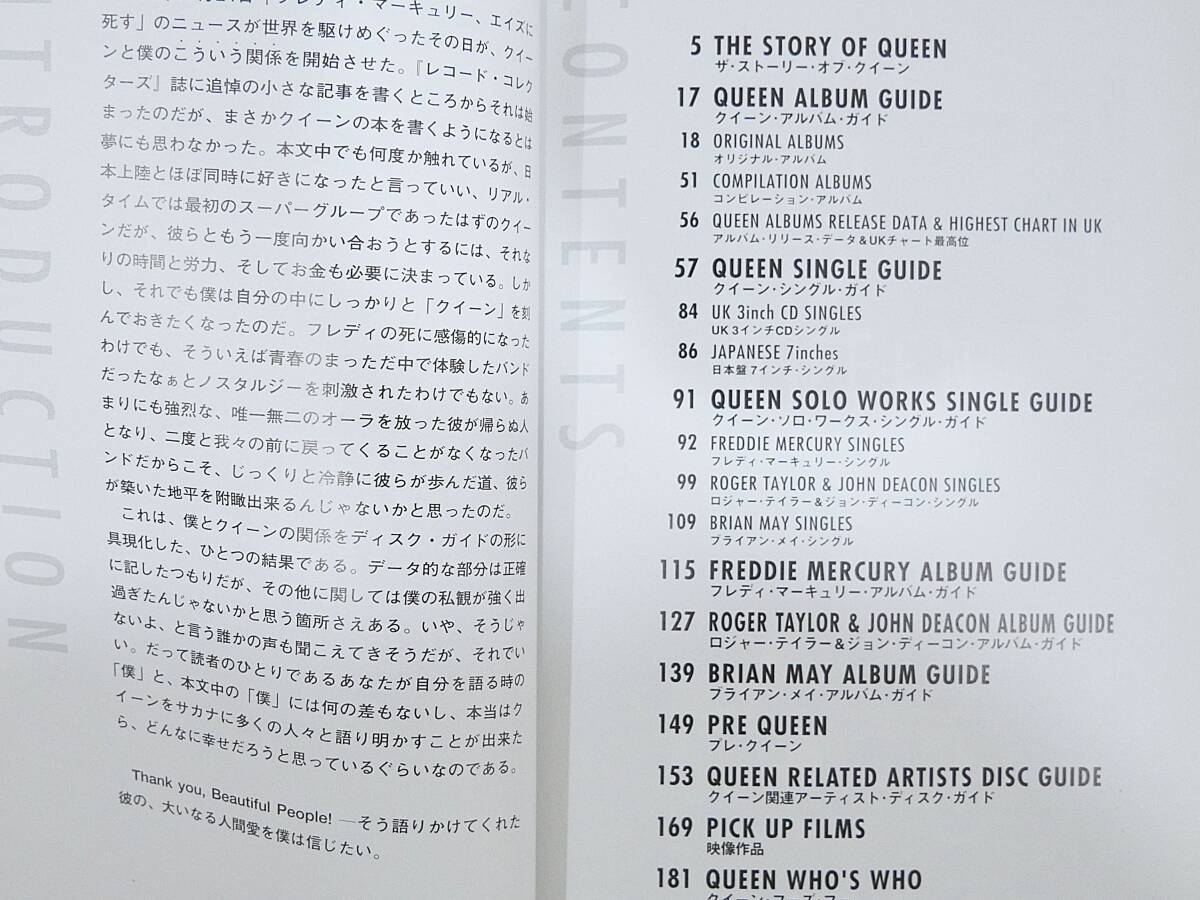 INTRODUCTION
フレディ・マーキュリー、エイズに
死す」のニュースが世界を駆けめぐったその日が、クイー
ンと僕のこういう関係を開始させた。『レコード・コレク
ターズ』誌に追悼の小さな記事を書くところからそれは始
まったのだが、まさかクイーンの本を書くようになるとは
夢にも思わなかった。本文中でも何度か触れているが、日
本上陸とほぼ同時に好きになったと言っていい、リアル・
タイムでは最初のスーパーグループであったはずのクイー
ンだが、彼らともう一度向かい合おうとするには、それな
りの時間と労力、そしてお金も必要に決まっている。しか
し、それでも僕は自分の中にしっかりと「クイーン」を刻
んでおきたくなったのだ。フレディの死に感傷的になった
わけでも、そういえば青春のまっただ中で体験したバンド
だったなぁとノスタルジーを刺激されたわけでもない。あ
まりにも強烈な、唯一無二のオーラを放った彼が帰らぬ人
となり、二度と我々の前に戻ってくることがなくなったバ
ンドだからこそ、じっくりと冷静に彼らが歩んだ道、彼ら
が築いた地平を附瞰出来るんじゃないかと思ったのだ。
これは、僕とクイーンの関係をディスク・ガイドの形に
具現化した、ひとつの結果である。データ的な部分は正確
に記したつもりだが、その他に関しては僕の私観が強く出
過ぎたんじゃないかと思う箇所さえある。いや、そうじゃ
ないよ、と言う誰かの声も聞こえてきそうだが、それでい
い。だって読者のひとりであるあなたが自分を語る時の
「僕」と、本文中の「僕」には何の差もないし、本当はク
イーンをサカナに多くの人々と語り明かすことが出来た
ら、どんなに幸せだろうと思っているぐらいなのである。
Thank you, Beautiful People! —そう語りかけてくれた
彼の、大いなる人間愛を僕は信じたい。
CONTENTS
5 THE STORY OF QUEEN
ザ・ストーリー・オブ・クイーン
17 QUEEN ALBUM GUIDE
クイーン・アルバム・ガイド
18 ORIGINAL ALBUMS
オリジナル・アルバム
51 COMPILATION ALBUMS
コンピレーション・アルバム
56 QUEEN ALBUMS RELEASE DATA & HIGHEST CHART IN UK
アルバム・リリース・データ&UKチャート最高位
57 QUEEN SINGLE GUIDE
クイーン・シングル・ガイド
84 UK 3inch CD SINGLES
UK 3インチCDシングル
86 JAPANESE 7inches
日本盤 7インチ・シングル
91 QUEEN SOLO WORKS SINGLE GUIDE
クイーン・ソロ・ワークス・シングル・ガイド
92 FREDDIE MERCURY SINGLES
フレディ・マーキュリー・シングル
99 ROGER TAYLOR & JOHN DEACON SINGLES
ロジャー・テイラー&ジョン・ディーコン・シングル
109 BRIAN MAY SINGLES
ブライアン・メイ・シングル
115 FREDDIE MERCURY ALBUM GUIDE
フレディ・マーキュリー・アルバム・ガイド
127 ROGER TAYLOR & JOHN DEACON ALBUM GUIDE
ロジャー・テイラー&ジョン・ディーコン・アルバム・ガイド
139 BRIAN MAY ALBUM GUIDE
ブライアン・メイ・アルバム・ガイド
149 PRE QUEEN
プレ・クイーン
153 QUEEN RELATED ARTISTS DISC GUIDE
クイーン関連アーティスト・ディスク・ガイド
169 PICK UP FILMS
映像作品
181 QUEEN WHO'S WHO
クイーン・フーズ・フー